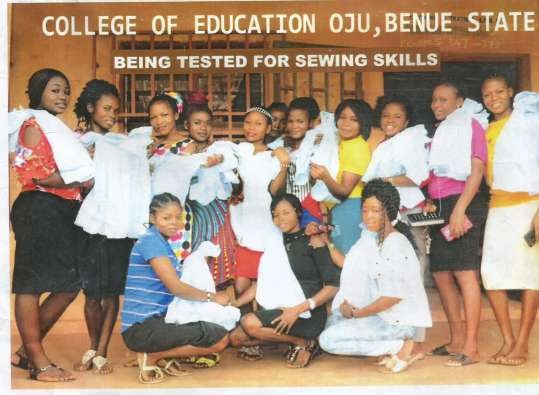 COLLEGE OF EDUCATION OJU, BENUE STATE
BEING TESTED FOR SEWING SKILLS